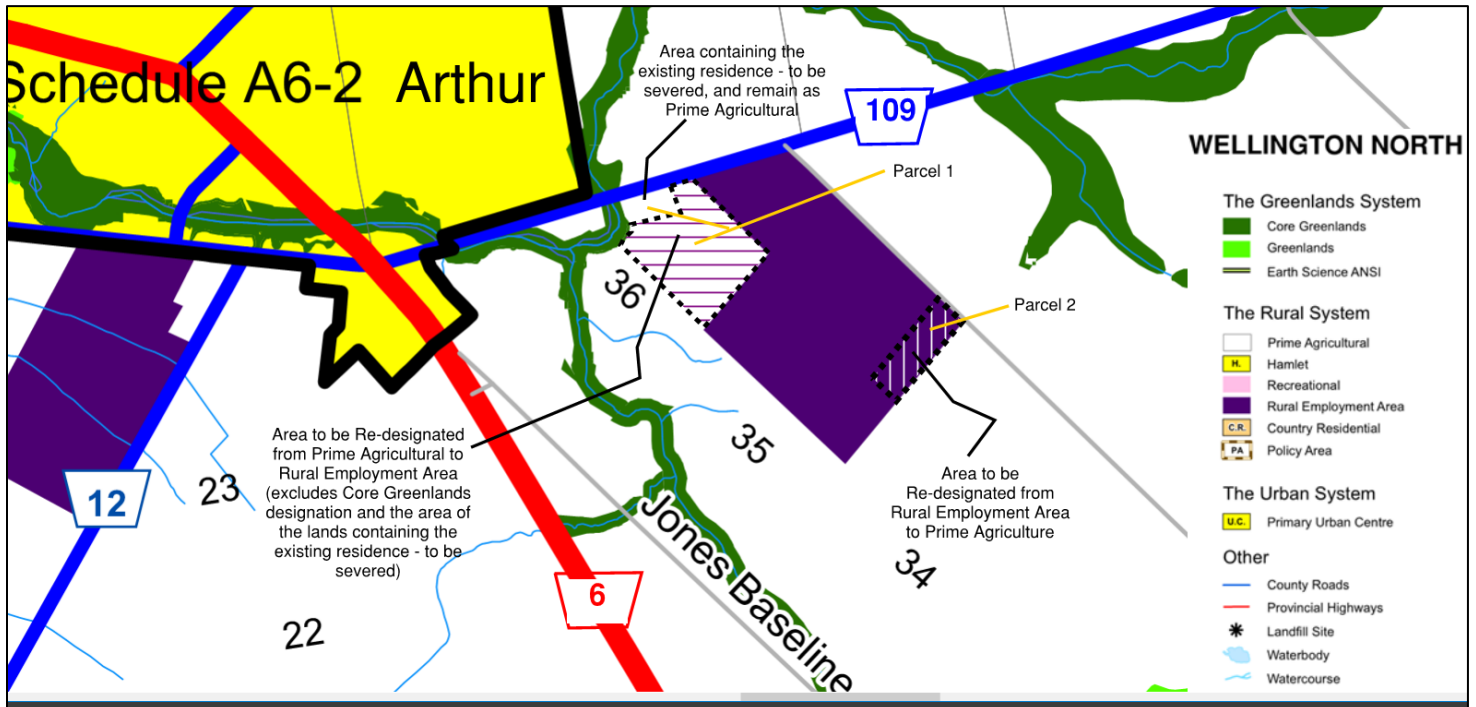 Schedule A6-2 Arthur
Area containing the
existing residence - to be
severed, and remain as
Prime Agricultural
109
Parcel 1
36
Parcel 2
35
Area to be Re-designated
from Prime Agricultural to
Rural Employment Area
(excludes Core Greenlands
designation and the area of
the lands containing the
existing residence - to be
severed)
Area to be
Re-designated from
Rural Employment Area
to Prime Agriculture
12
23
34
Jones Baseline
6
22
WELLINGTON NORTH
The Greenlands System
Core Greenlands
Greenlands
Earth Science ANSI
The Rural System
Prime Agricultural
H. Hamlet
Recreational
Rural Employment Area
C.R. Country Residential
PA Policy Area
The Urban System
U.C. Primary Urban Centre
Other
County Roads
Provincial Highways
Landfill Site
Waterbody
Watercourse